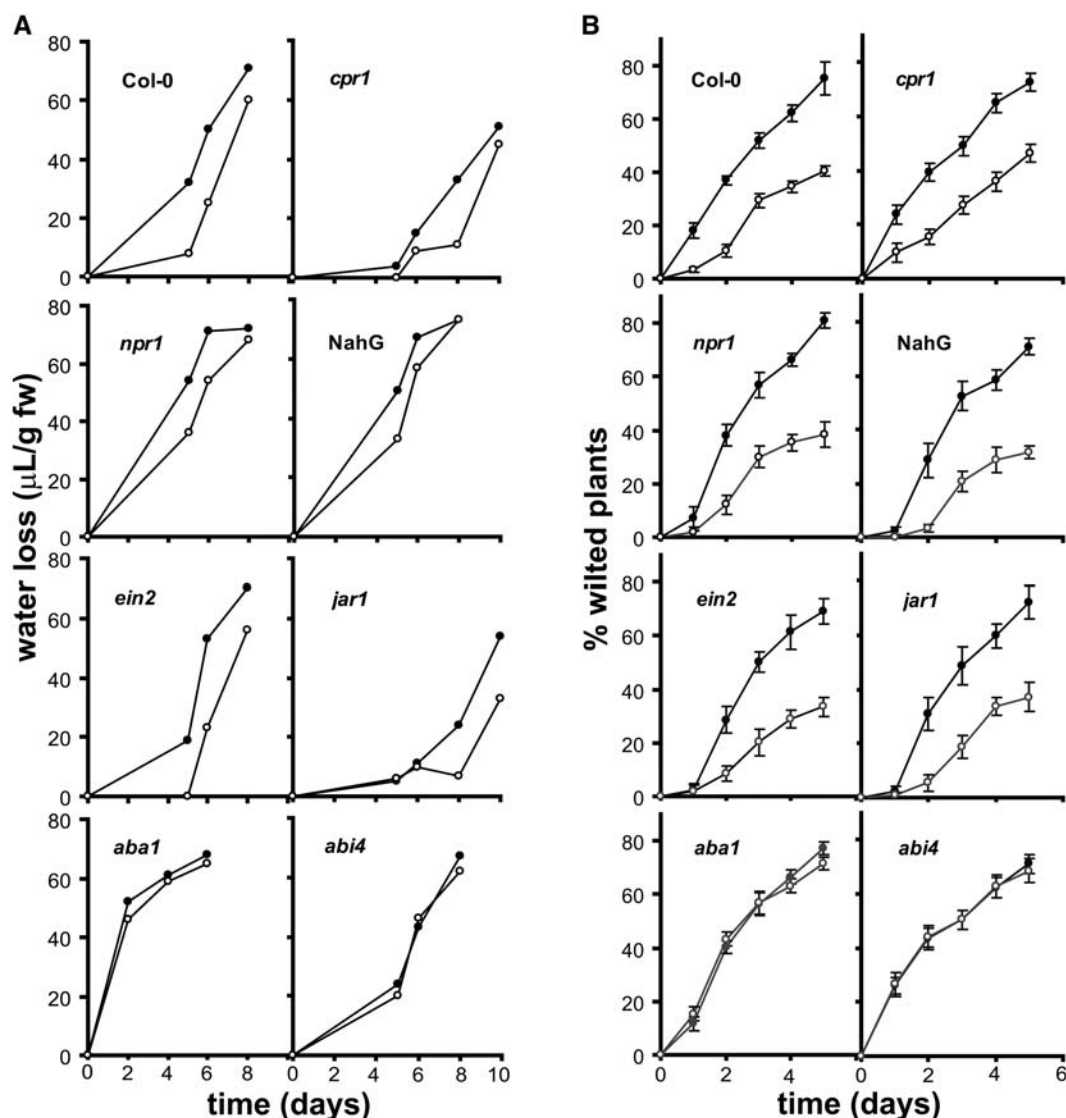 A
B
80
60
40
20
0
Col-0
cpr1
80
60
40
20
0
Col-0
cpr1
80
60
40
20
0
npr1
NahG
80
60
40
20
0
npr1
NahG
80
60
40
20
0
ein2
jar1
80
60
40
20
0
ein2
jar1
80
60
40
20
0
aba1
abi4
80
60
40
20
0
aba1
abi4
0 2 4 6 8 0 2 4 6 8 10
0 2 4 0 2 4 6
water loss (µL/g fw)
% wilted plants
time (days)
time (days)